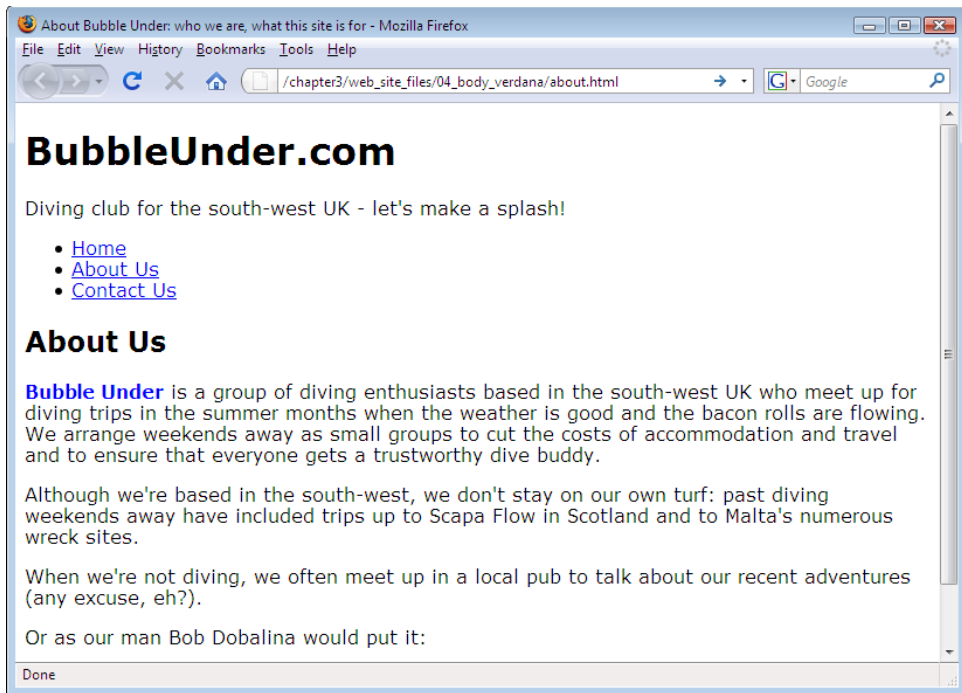 About Bubble Under: who we are, what this site is for - Mozilla Firefox
File Edit View History Bookmarks Tools Help
/chapter3/web_site_files/04_body_verdana/about.html
G Google
BubbleUnder.com
Diving club for the south-west UK - let's make a splash!
• Home
• About Us
• Contact Us
About Us
Bubble Under is a group of diving enthusiasts based in the south-west UK who meet up for
diving trips in the summer months when the weather is good and the bacon rolls are flowing.
We arrange weekends away as small groups to cut the costs of accommodation and travel
and to ensure that everyone gets a trustworthy dive buddy.
Although we're based in the south-west, we don't stay on our own turf: past diving
weekends away have included trips up to Scapa Flow in Scotland and to Malta's numerous
wreck sites.
When we're not diving, we often meet up in a local pub to talk about our recent adventures
(any excuse, eh?).
Or as our man Bob Dobalina would put it:
Done